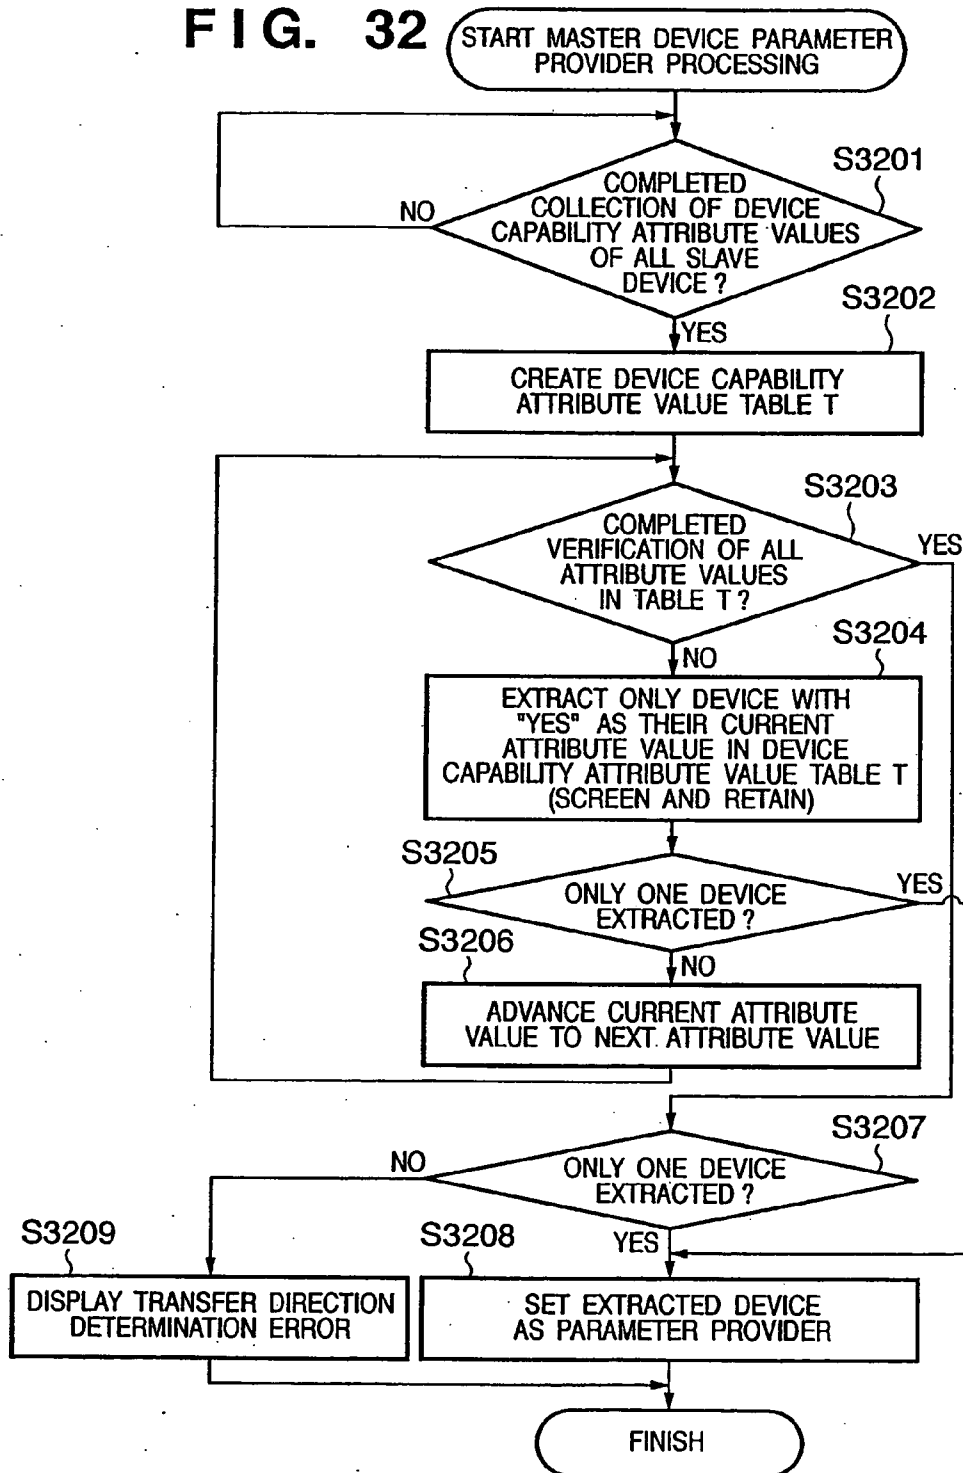 FIG. 32
START MASTER DEVICE PARAMETER
PROVIDER PROCESSING
S3201
COMPLETED
COLLECTION OF DEVICE
CAPABILITY ATTRIBUTE VALUES
OF ALL SLAVE
DEVICE?
NO
YES
S3202
CREATE DEVICE CAPABILITY
ATTRIBUTE VALUE TABLE T
S3203
COMPLETED
VERIFICATION OF ALL
ATTRIBUTE VALUES
IN TABLE T?
YES
NO
S3204
EXTRACT ONLY DEVICE WITH
"YES" AS THEIR CURRENT
ATTRIBUTE VALUE IN DEVICE
CAPABILITY ATTRIBUTE VALUE TABLE T
(SCREEN AND RETAIN)
S3205
ONLY ONE DEVICE
EXTRACTED?
YES
NO
S3206
ADVANCE CURRENT ATTRIBUTE
VALUE TO NEXT ATTRIBUTE VALUE
S3207
ONLY ONE DEVICE
EXTRACTED?
NO
YES
S3209
DISPLAY TRANSFER DIRECTION
DETERMINATION ERROR
S3208
SET EXTRACTED DEVICE
AS PARAMETER PROVIDER
FINISH